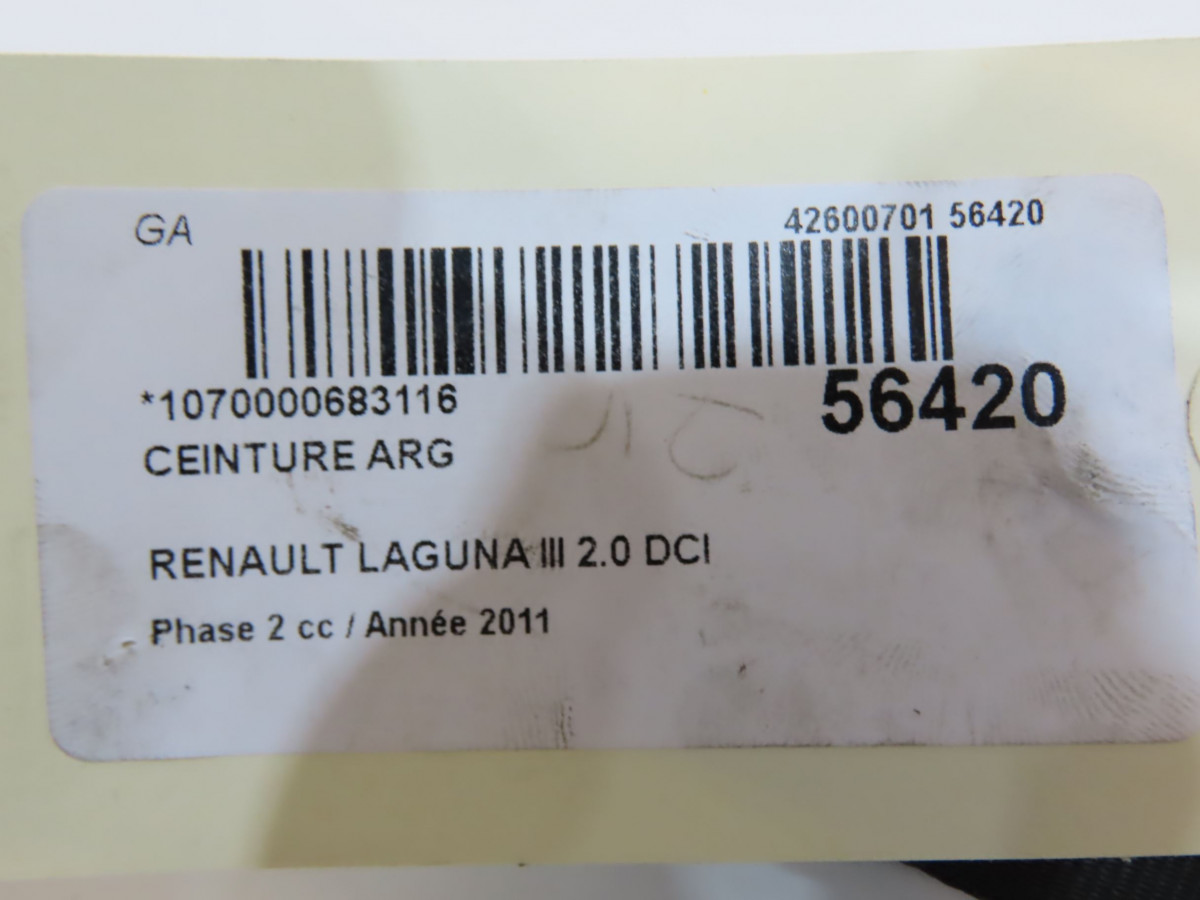 GA
42600701 56420
*1070000683116
56420
CEINTURE ARG
RENAULT LAGUNA III 2.0 DCI
Phase 2 cc / Année 2011